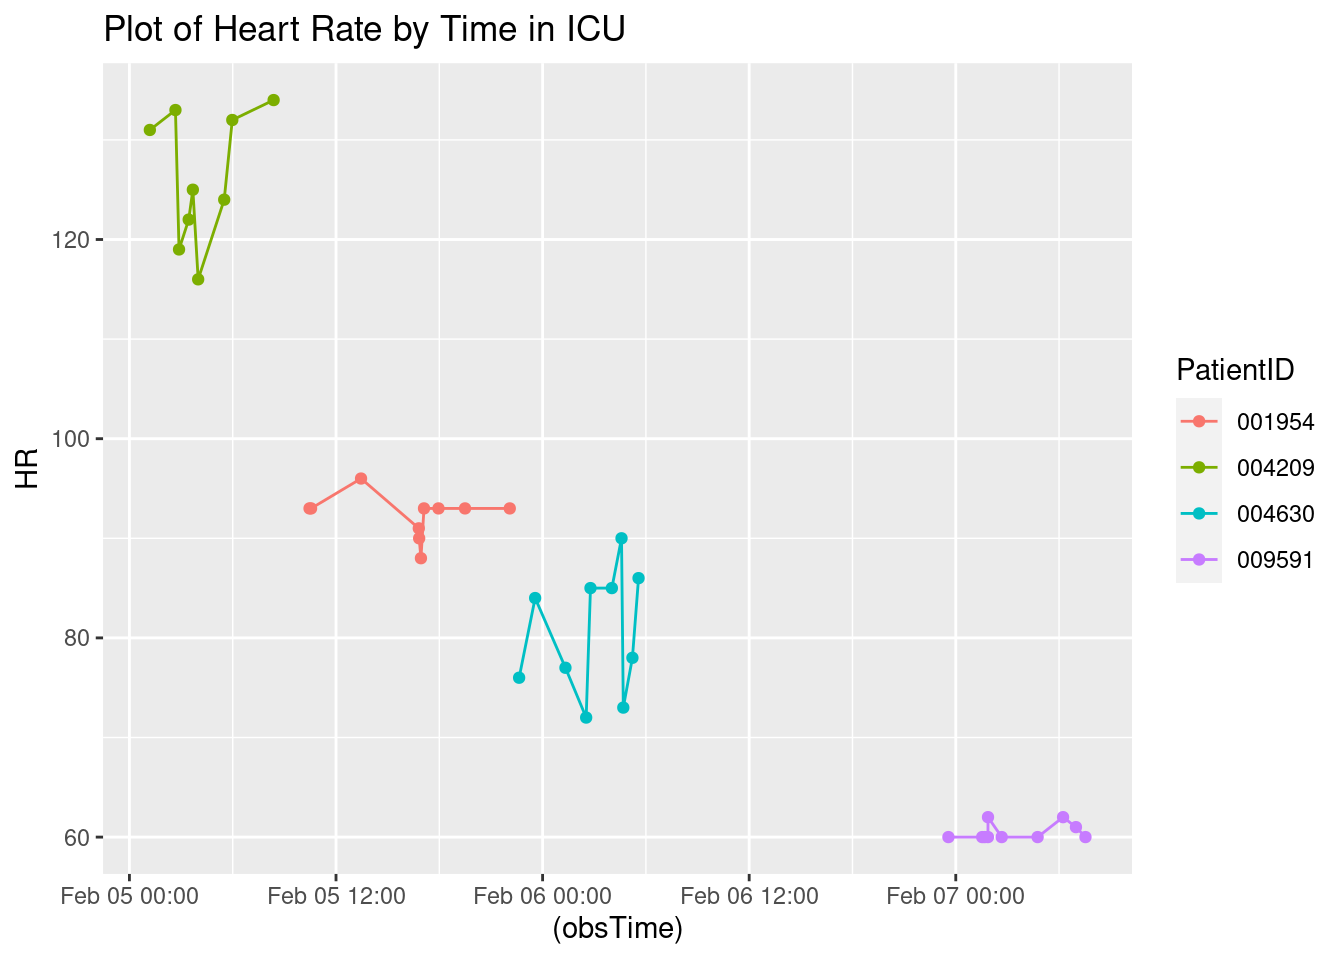 Plot of Heart Rate by Time in ICU
HR
120
100
80
60
Feb 05 00:00 Feb 05 12:00 Feb 06 00:00 Feb 06 12:00 Feb 07 00:00
(obsTime)
PatientID
001954
004209
004630
009591